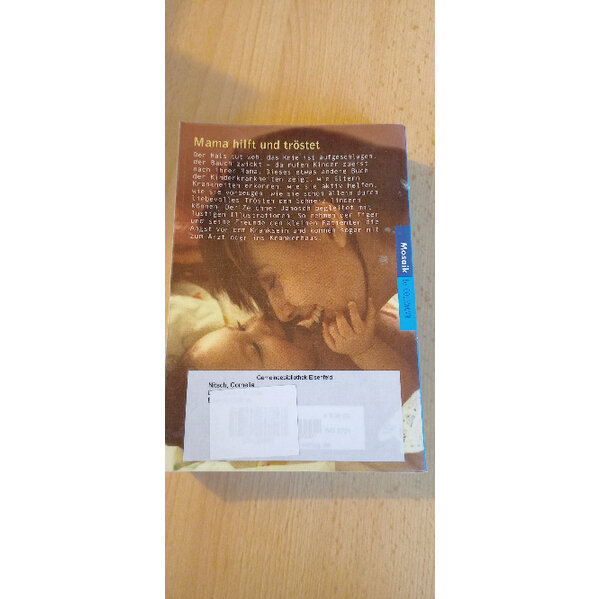 Mama hilft und tröstet
Der Hals tut weh, das Knie ist aufgeschlagen,
der Bauch zwickt – da rufen Kinder zuerst
nach ihrer Mama. Dieses etwas andere Buch
der Kinderkrankheiten zeigt, wie Eltern
Krankheiten erkennen, wie sie aktiv helfen,
wie sie vorbeugen, wie sie schon allein durch
liebevolles Trösten den Schmerz lindern
können. Der Zeichner Janosch begleitet mit
lustigen Illustrationen. So nehmen der Tiger
und seine Freunde den kleinen Patienten die
Angst vor dem Kranksein und kommen sogar mit
zum Arzt oder ins Krankenhaus.
Mosaik
Gemeindebibliothek Elsenfeld
Nitsch, Cornelia